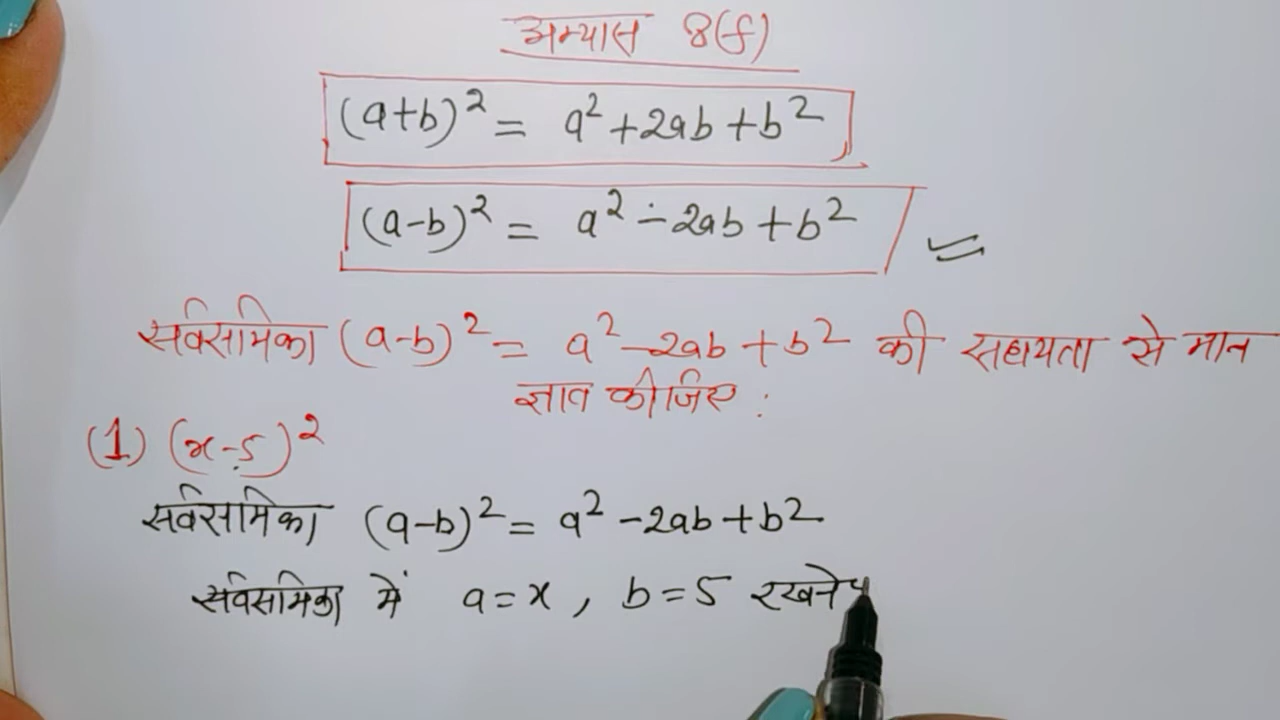 अभ्यास 8(f)
(a+b)² = a²+2ab+b²
(a-b)² = a²-2ab+b²
सर्वसमिका (a-b)² = a²-2ab+b² की सहायता से मान
ज्ञात कीजिए :
(1) (x-5)²
सर्वसमिका (a-b)² = a²-2ab+b²
सर्वसमिका में a=x, b=5 रखने